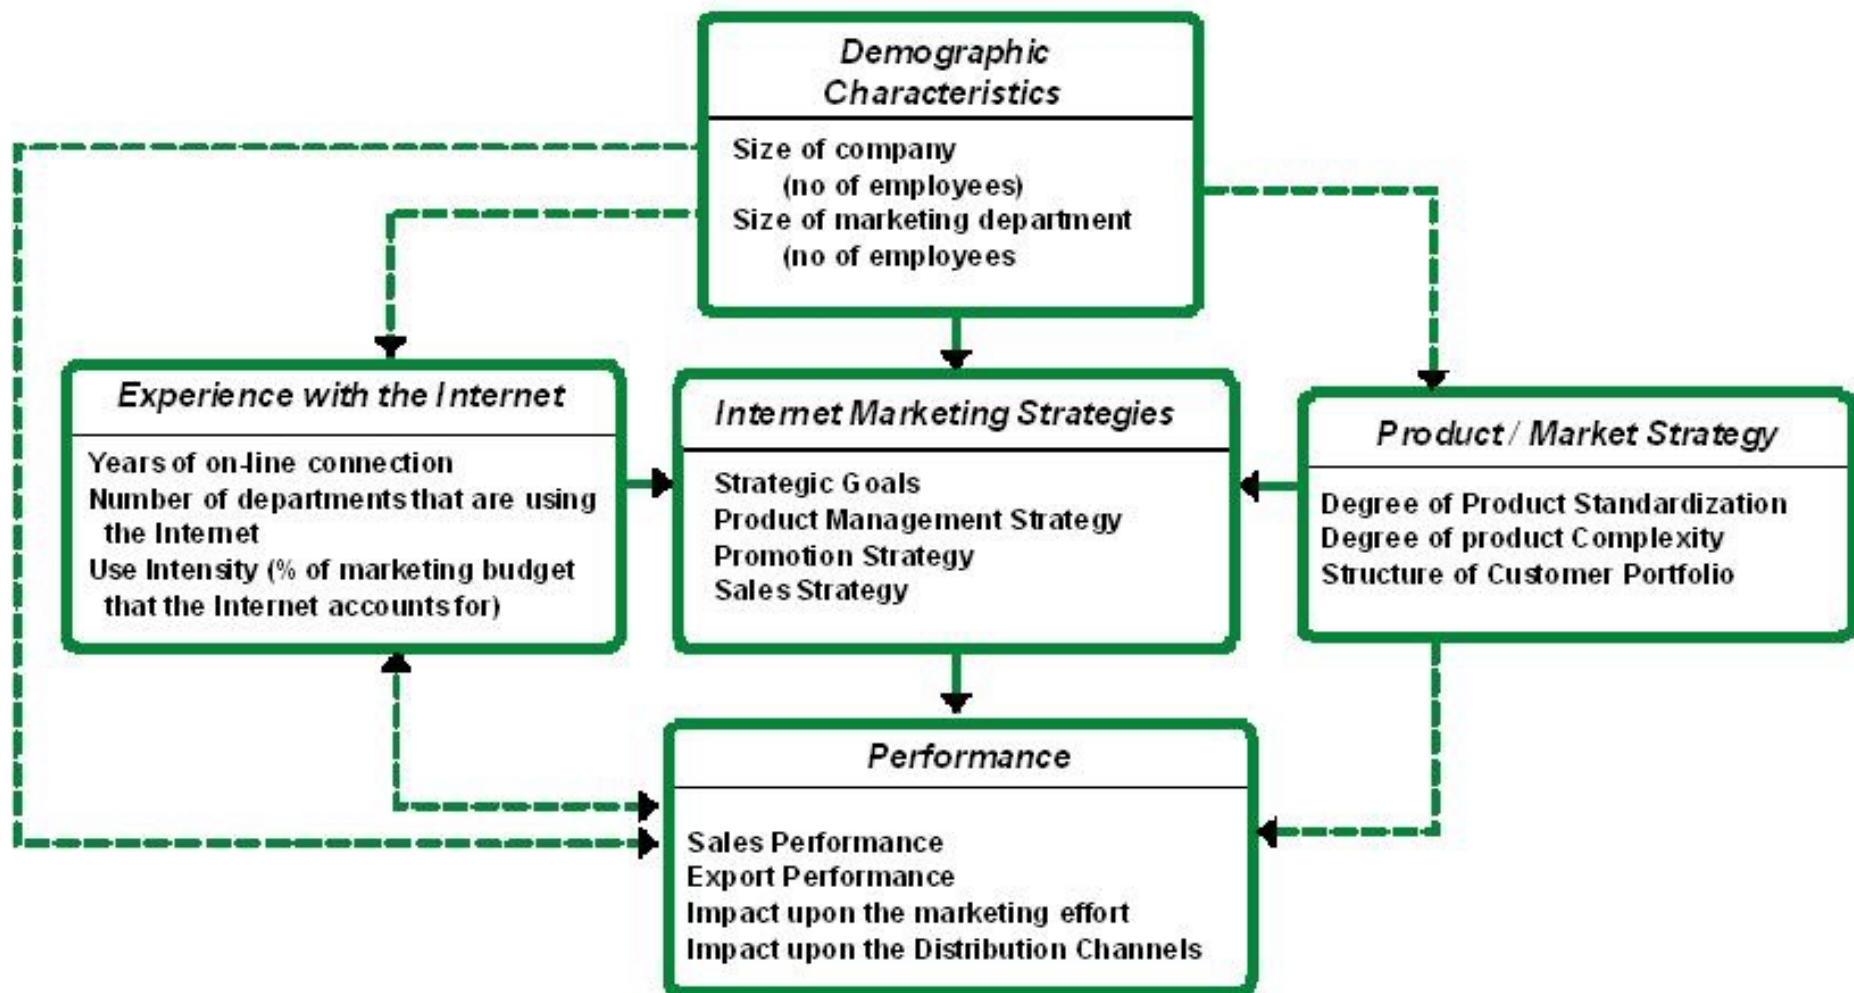 Demographic
Characteristics
Size of company
(no of employees)
Size of marketing department
(no of employees
Experience with the Internet
Years of on-line connection
Number of departments that are using
the Internet
Use Intensity (% of marketing budget
that the Internet accounts for)
Internet Marketing Strategies
Strategic Goals
Product Management Strategy
Promotion Strategy
Sales Strategy
Product / Market Strategy
Degree of Product Standardization
Degree of product Complexity
Structure of Customer Portfolio
Performance
Sales Performance
Export Performance
Impact upon the marketing effort
Impact upon the Distribution Channels